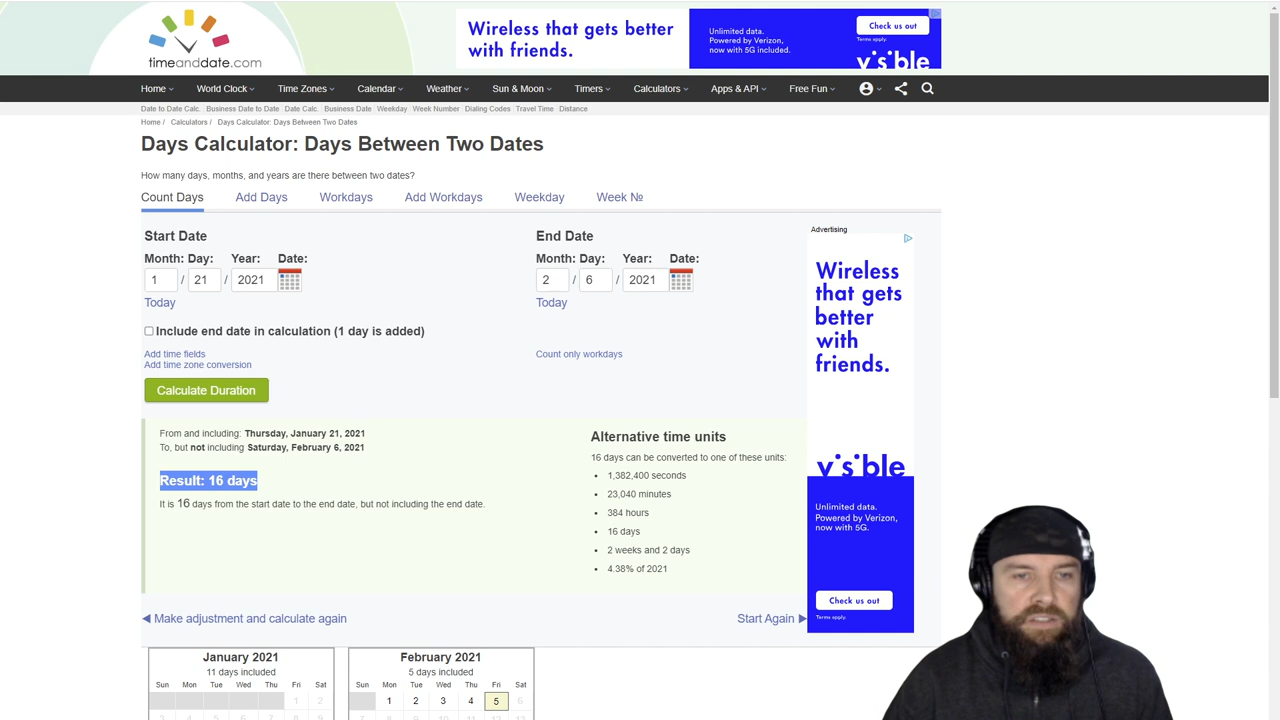 timeanddate.com
Wireless that gets better
with friends.
Unlimited data.
Powered by Verizon,
now with 5G included.
Check us out
Terms apply.
visible
Home
World Clock
Time Zones
Calendar
Weather
Sun & Moon
Timers
Calculators
Apps & API
Free Fun
Date to Date Calc.
Business Date to Date
Date Calc.
Business Date
Weekday
Week Number
Dialing Codes
Travel Time
Distance
Home / Calculators / Days Calculator: Days Between Two Dates
Days Calculator: Days Between Two Dates
How many days, months, and years are there between two dates?
Count Days
Add Days
Workdays
Add Workdays
Weekday
Week №
Start Date
Month: Day: Year: Date:
1 / 21 / 2021
Today
End Date
Month: Day: Year: Date:
2 / 6 / 2021
Today
Include end date in calculation (1 day is added)
Add time fields
Add time zone conversion
Count only workdays
Calculate Duration
From and including: Thursday, January 21, 2021
To, but not including Saturday, February 6, 2021
Result: 16 days
It is 16 days from the start date to the end date, but not including the end date.
Alternative time units
16 days can be converted to one of these units:
• 1,382,400 seconds
• 23,040 minutes
• 384 hours
• 16 days
• 2 weeks and 2 days
• 4.38% of 2021
Make adjustment and calculate again
Start Again
Advertising
Wireless
that gets
better
with
friends.
visible
Unlimited data.
Powered by Verizon,
now with 5G.
Check us out
Terms apply.
January 2021
11 days included
Sun Mon Tue Wed Thu Fri Sat
1 2
February 2021
5 days included
Sun Mon Tue Wed Thu Fri Sat
1 2 3 4 5 6